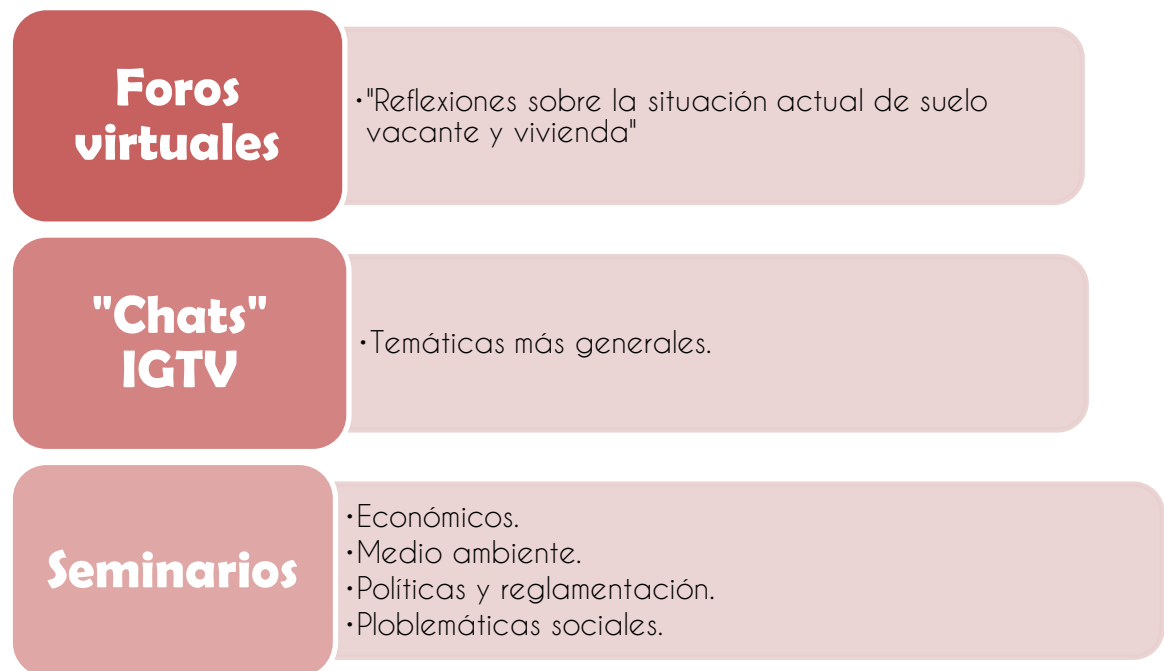 Foros
virtuales
·"Reflexiones sobre la situación actual de suelo
vacante y vivienda"
"Chats"
IGTV
·Temáticas más generales.
Seminarios
·Económicos.
·Medio ambiente.
·Políticas y reglamentación.
·Ploblemáticas sociales.